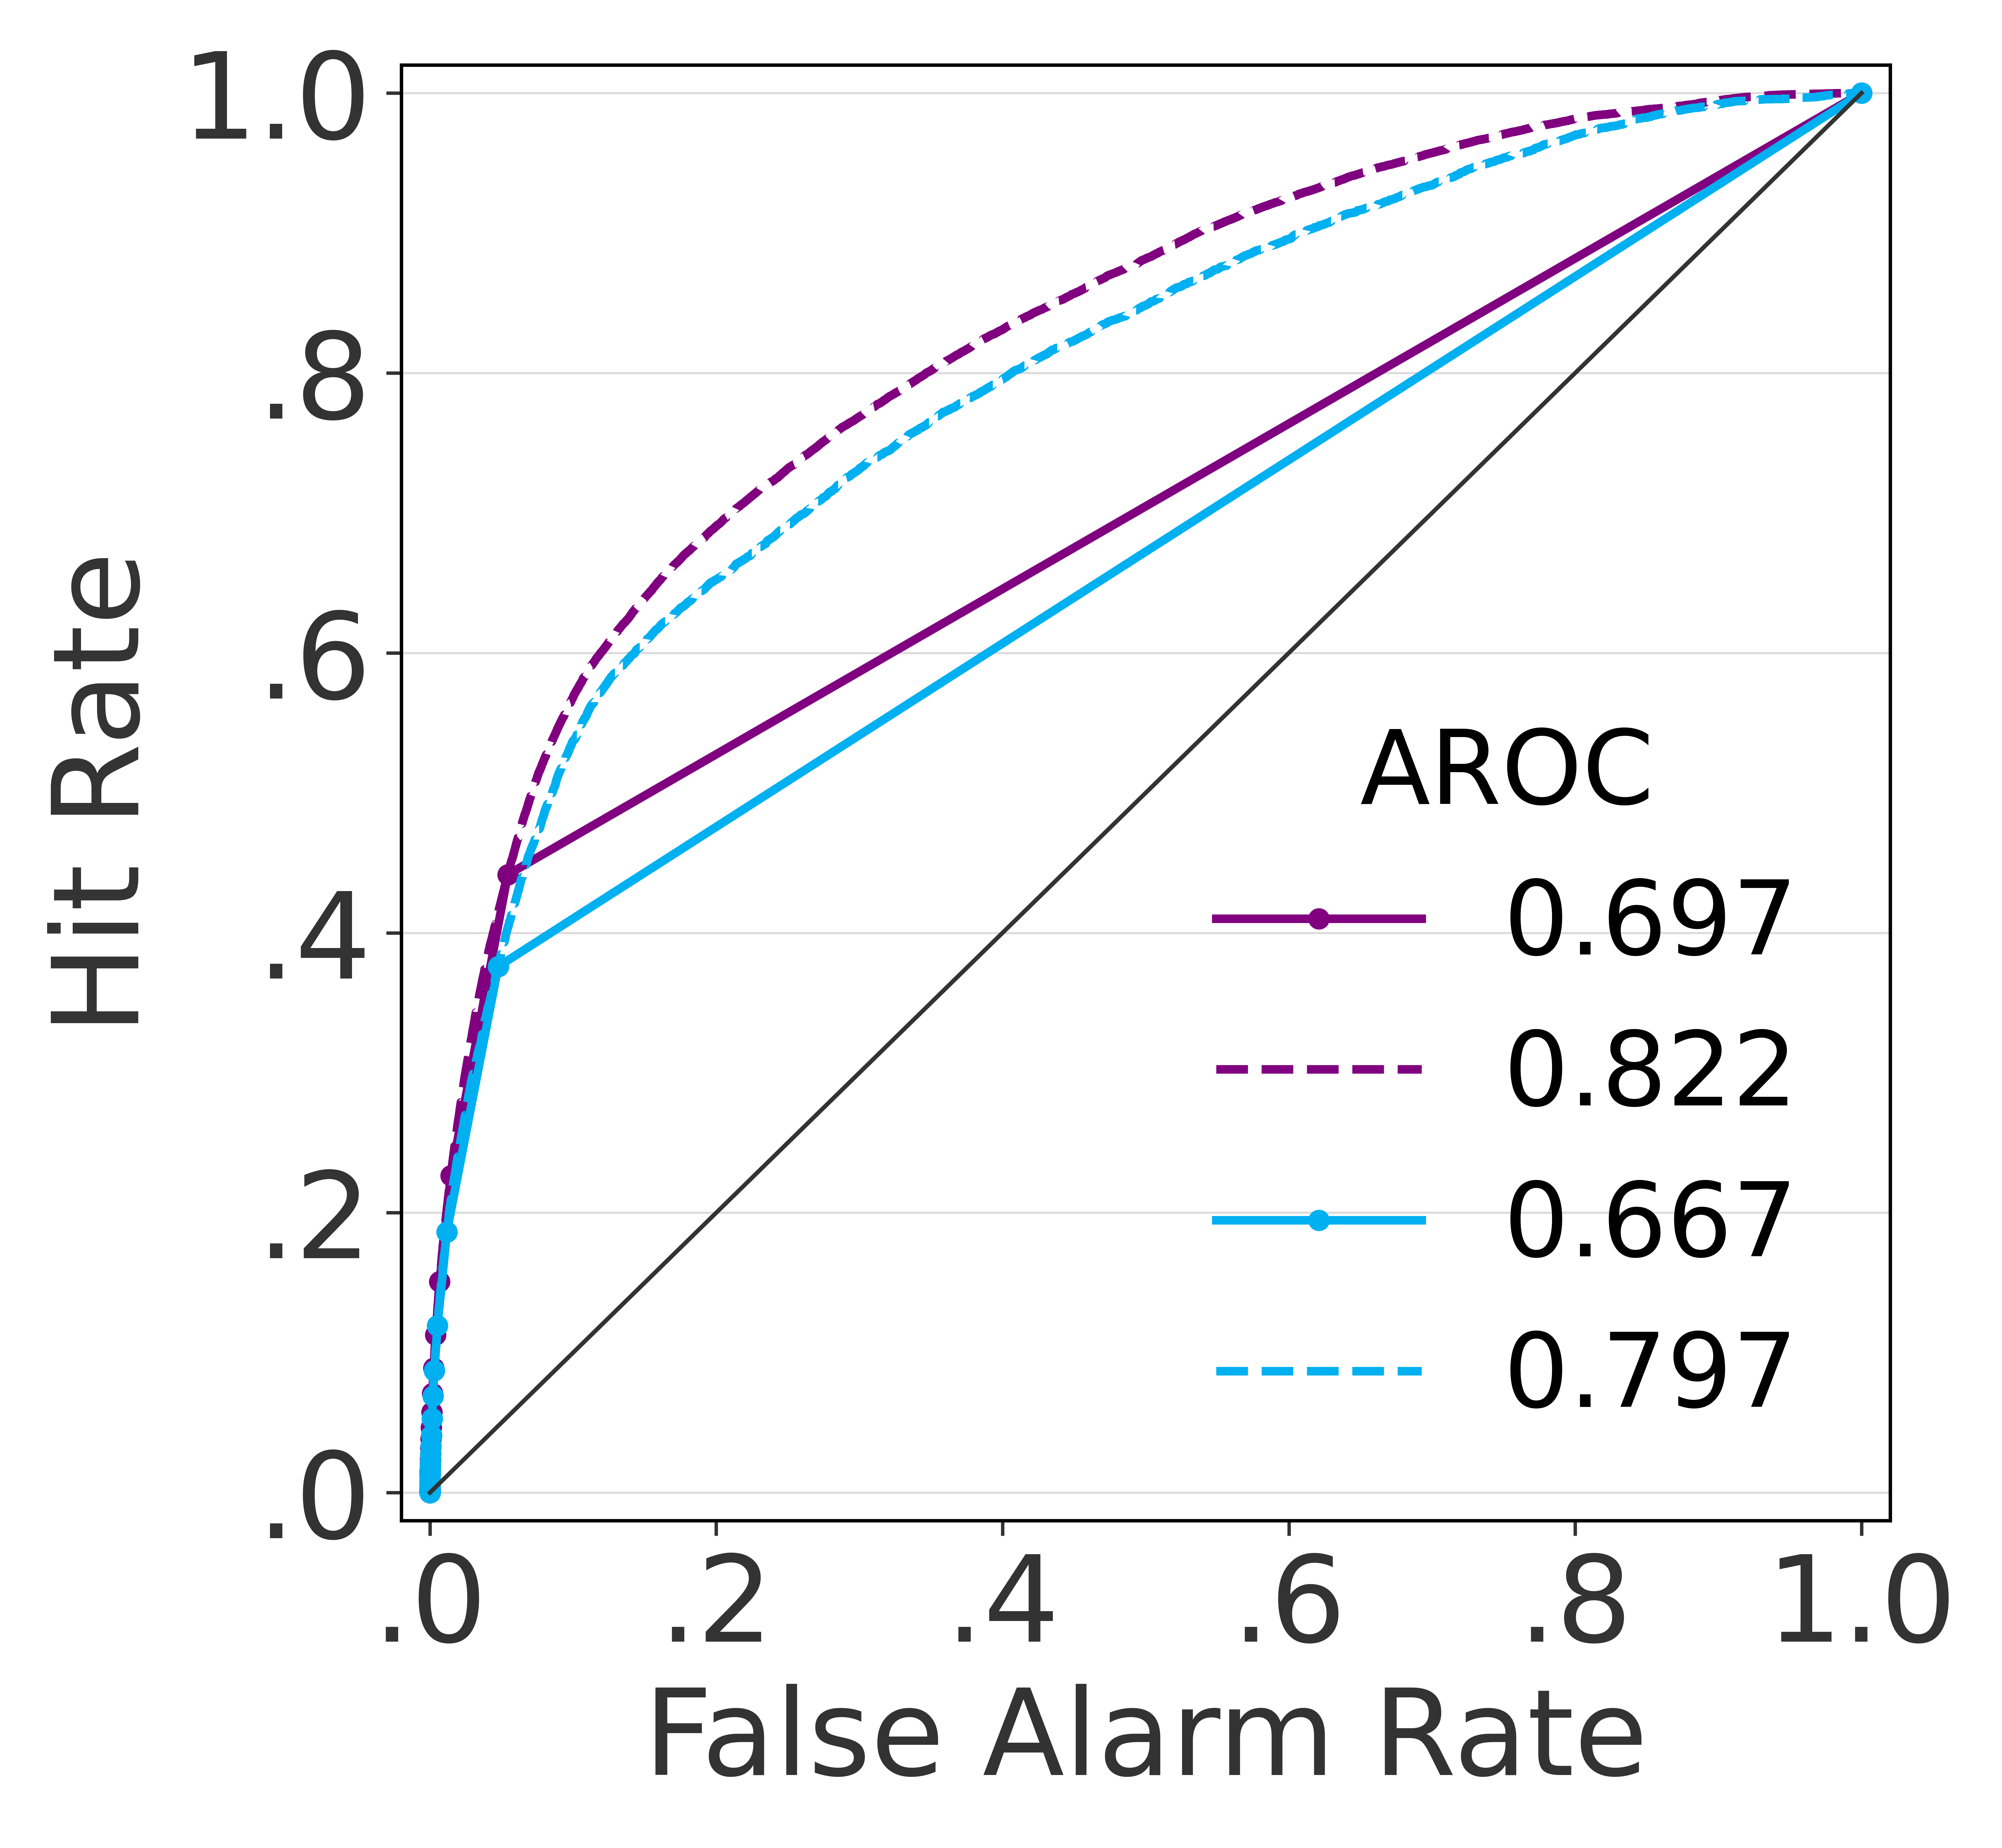 1.0
.8
.6
.4
.2
.0
Hit Rate
AROC
0.697
0.822
0.667
0.797
.0 .2 .4 .6 .8 1.0
False Alarm Rate